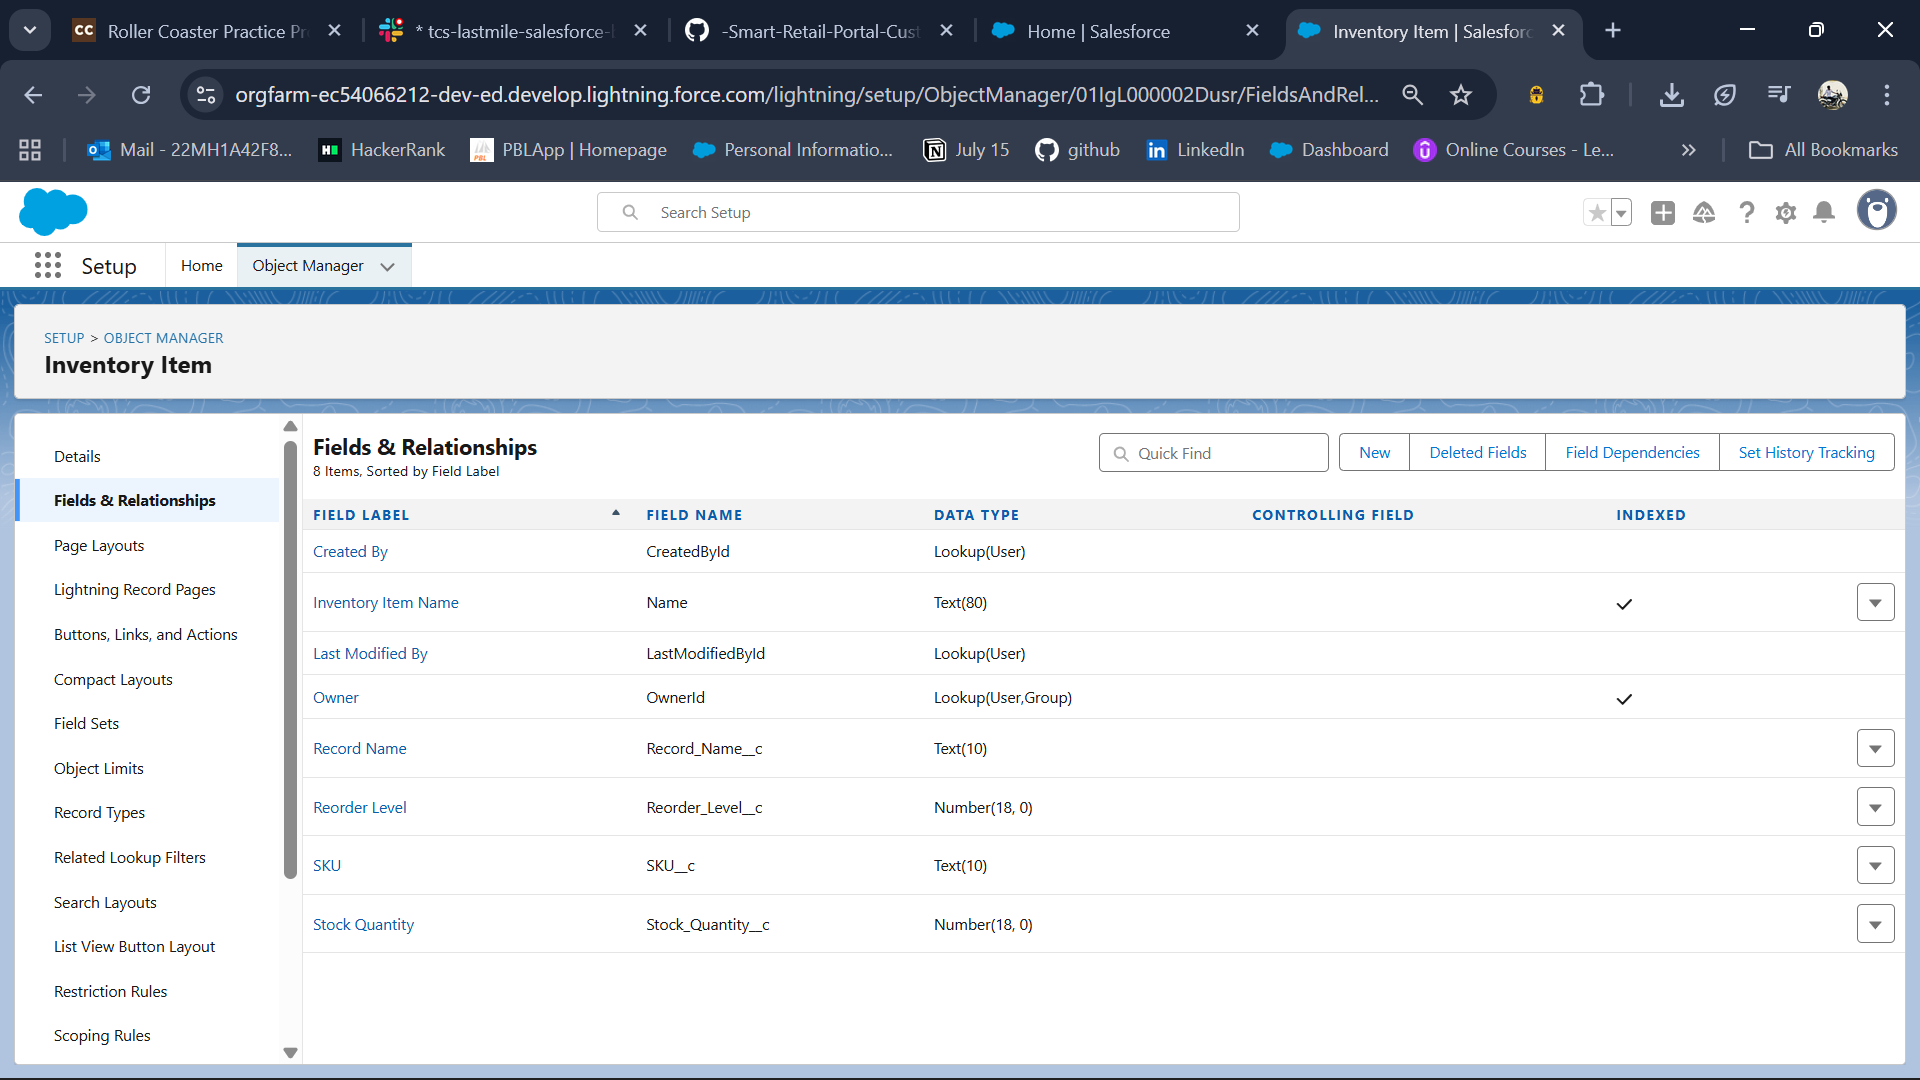 Roller Coaster Practice Pr
* tcs-lastmile-salesforce-
-Smart-Retail-Portal-Cust
Home | Salesforce
Inventory Item | Salesforc
orgfarm-ec54066212-dev-ed.develop.lightning.force.com/lightning/setup/ObjectManager/01IgL000002Dusr/FieldsAndRel...
Mail - 22MH1A42F8...
HackerRank
PBLApp | Homepage
Personal Informatio...
July 15
github
LinkedIn
Dashboard
Online Courses - Le...
All Bookmarks
Search Setup
Setup
Home
Object Manager
SETUP > OBJECT MANAGER
Inventory Item
Details
Fields & Relationships
Page Layouts
Lightning Record Pages
Buttons, Links, and Actions
Compact Layouts
Field Sets
Object Limits
Record Types
Related Lookup Filters
Search Layouts
List View Button Layout
Restriction Rules
Scoping Rules
Fields & Relationships
8 Items, Sorted by Field Label
Quick Find
New
Deleted Fields
Field Dependencies
Set History Tracking
FIELD LABEL FIELD NAME DATA TYPE CONTROLLING FIELD INDEXED
Created By CreatedById Lookup(User)
Inventory Item Name Name Text(80)
Last Modified By LastModifiedById Lookup(User)
Owner OwnerId Lookup(User,Group)
Record Name Record_Name__c Text(10)
Reorder Level Reorder_Level__c Number(18, 0)
SKU SKU__c Text(10)
Stock Quantity Stock_Quantity__c Number(18, 0)